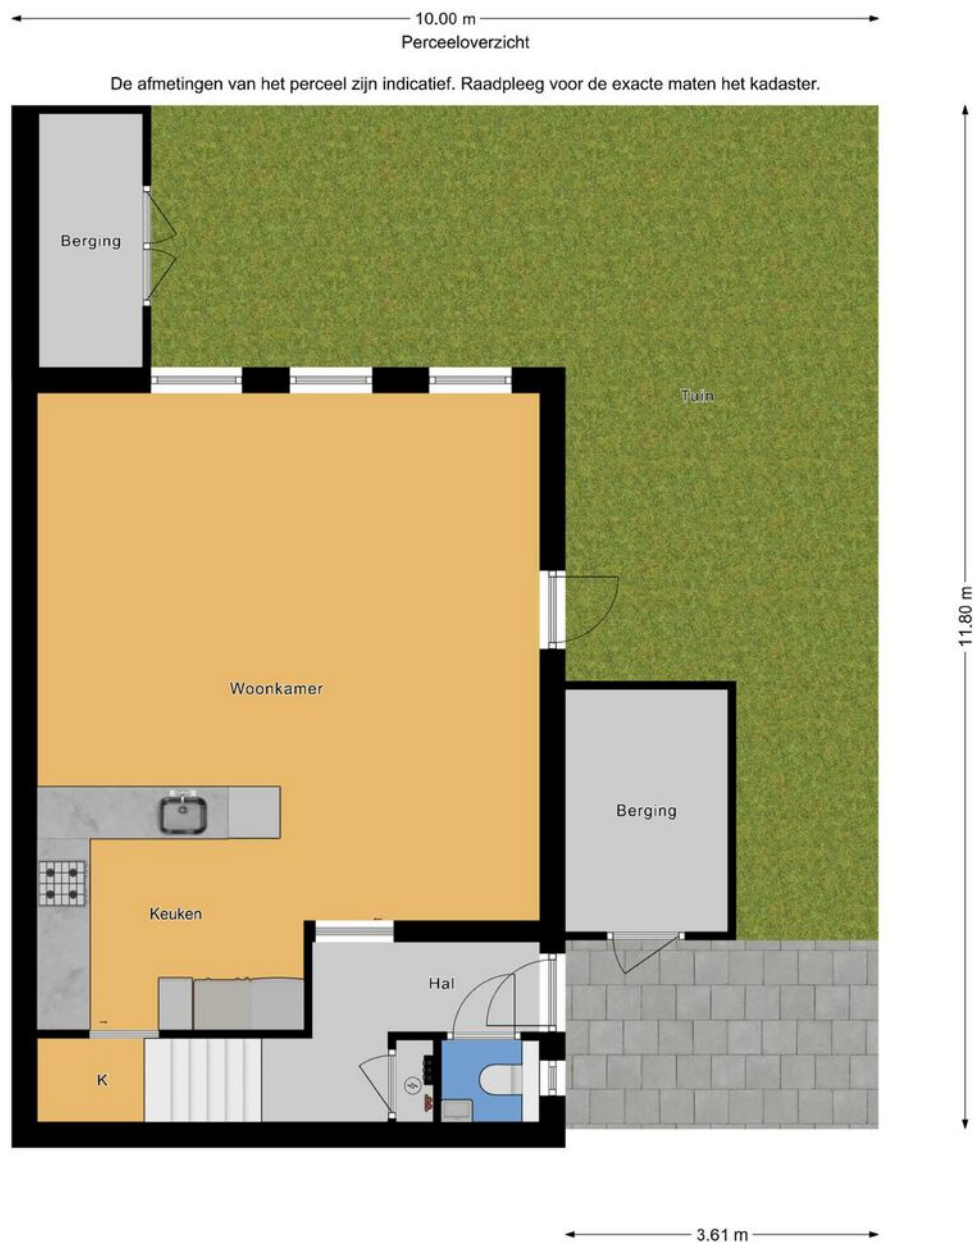 10.00 m
Perceeloverzicht
De afmetingen van het perceel zijn indicatief. Raadpleeg voor de exacte maten het kadaster.
Berging
Tuin
11.80 m
Woonkamer
Berging
Keuken
Hal
K
3.61 m